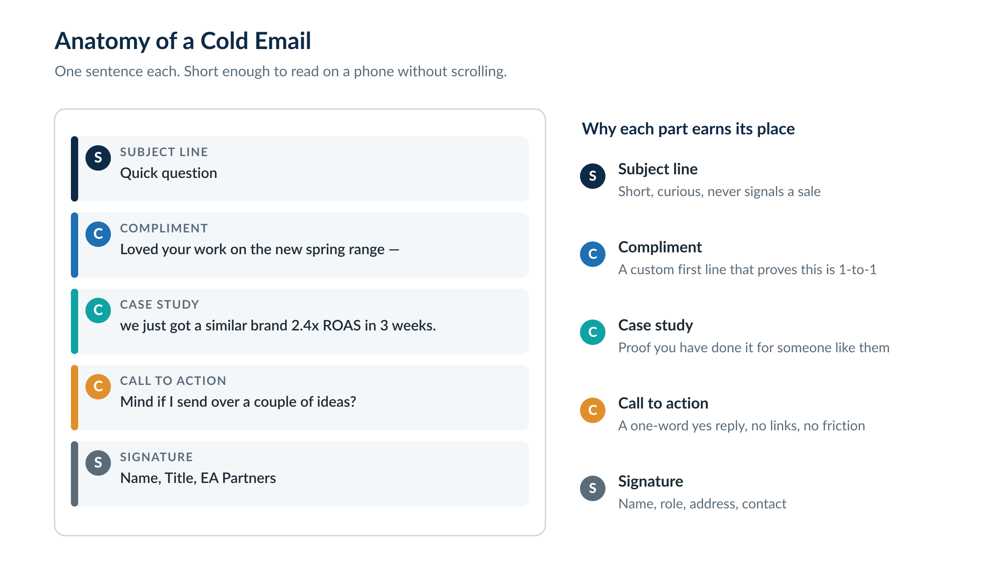 Anatomy of a Cold Email
One sentence each. Short enough to read on a phone without scrolling.
S
SUBJECT LINE
Quick question
C
COMPLIMENT
Loved your work on the new spring range —
C
CASE STUDY
we just got a similar brand 2.4x ROAS in 3 weeks.
C
CALL TO ACTION
Mind if I send over a couple of ideas?
S
SIGNATURE
Name, Title, EA Partners
Why each part earns its place
S
Subject line
Short, curious, never signals a sale
C
Compliment
A custom first line that proves this is 1-to-1
C
Case study
Proof you have done it for someone like them
C
Call to action
A one-word yes reply, no links, no friction
S
Signature
Name, role, address, contact